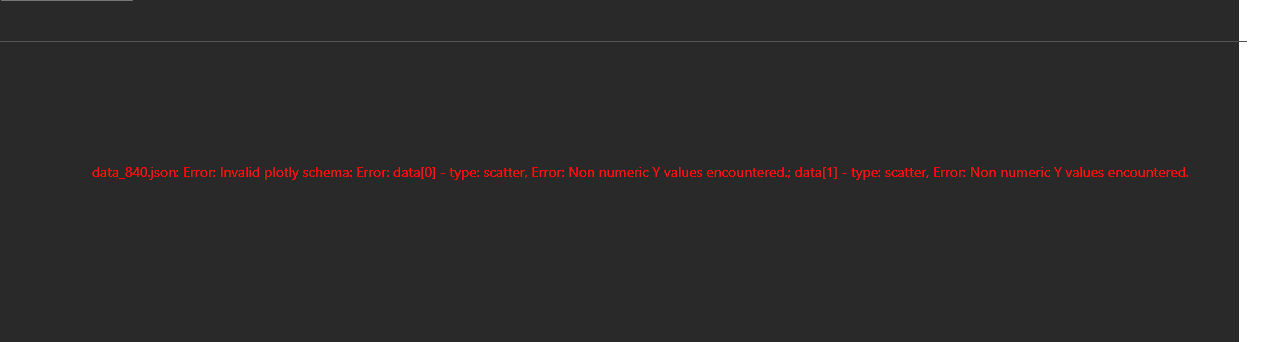 data_840.json: Error: Invalid plotly schema: Error: data[0] - type: scatter, Error: Non numeric Y values encountered.; data[1] - type: scatter, Error: Non numeric Y values encountered.